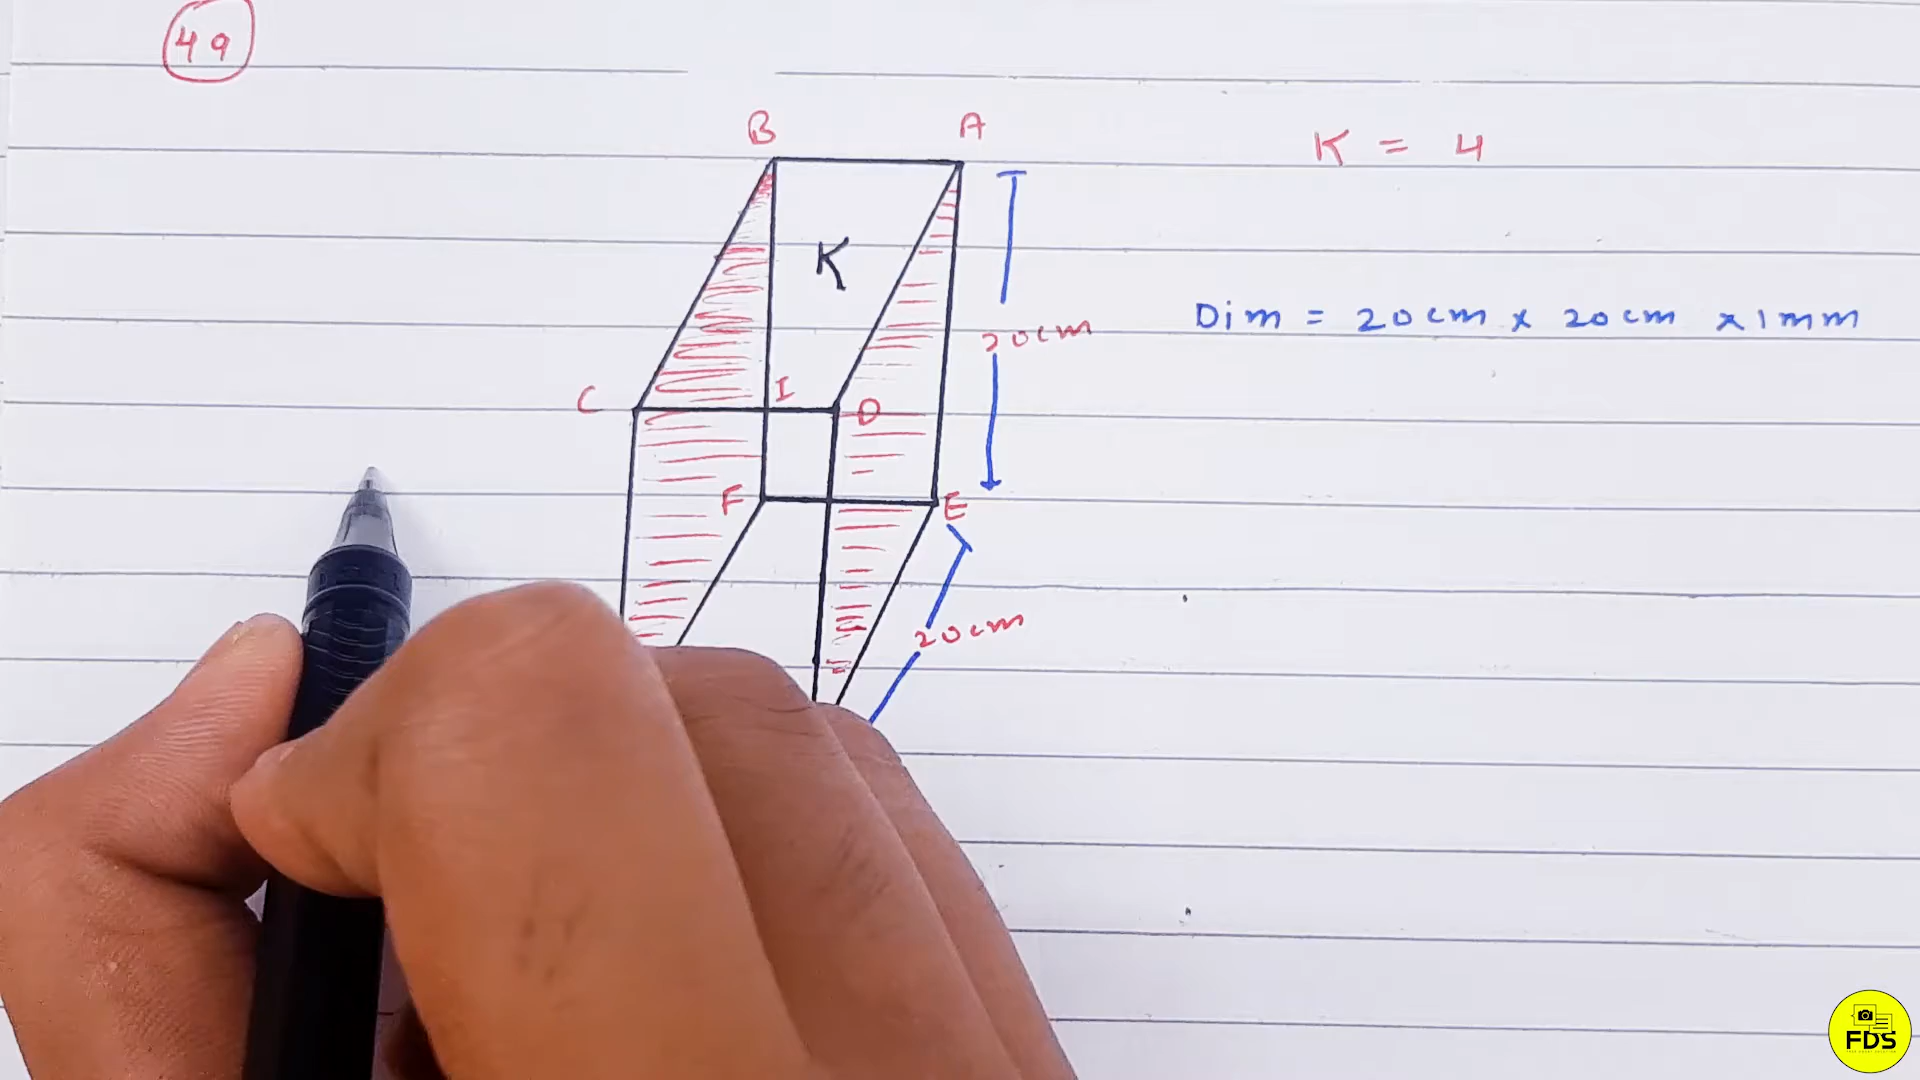 49
B A
K = 4
K
Dim = 20cm x 20cm x 1mm
20cm
C I D
F E
20cm
FDS